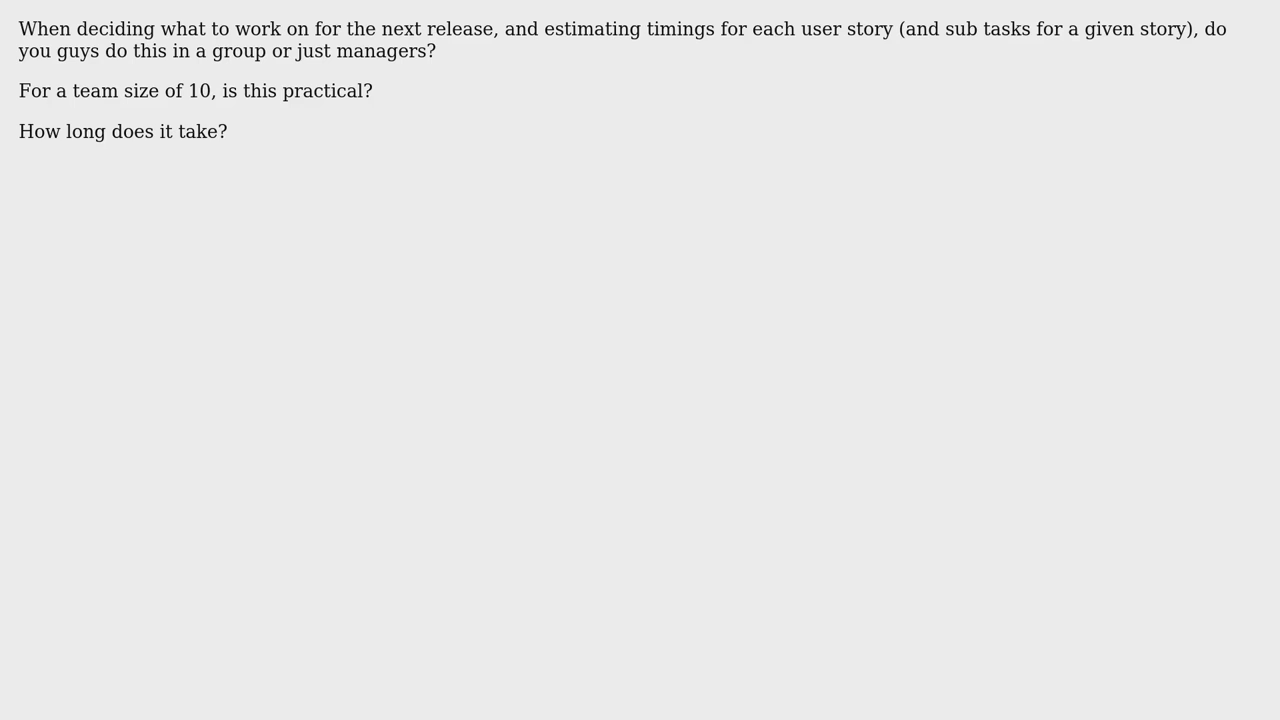 When deciding what to work on for the next release, and estimating timings for each user story (and sub tasks for a given story), do
you guys do this in a group or just managers?
For a team size of 10, is this practical?
How long does it take?